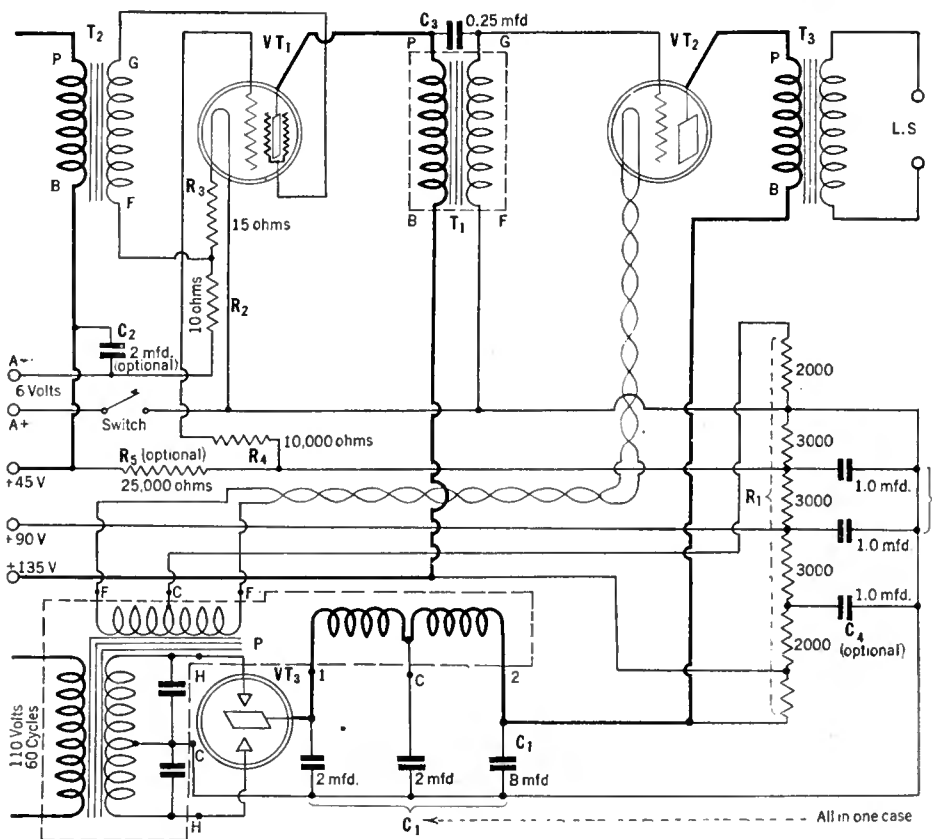 T2
P
G
B
F
VT1
C3
0.25 mfd
P
G
B
F
T1
VT2
T3
P
B
L.S
R3
15 ohms
10 ohms
R2
C2
2 mfd.
(optional)
A-
6 Volts
A+
Switch
10,000 ohms
R4
R5 (optional)
25,000 ohms
+45 V
+90 V
+135 V
R1
2000
3000
3000
3000
2000
1.0 mfd.
1.0 mfd
1.0 mfd.
C4
(optional)
F
C
F
P
110 Volts
60 Cycles
H
C
H
VT3
1
C
2
2 mfd.
2 mfd
C1
8 mfd
C1
All in one case